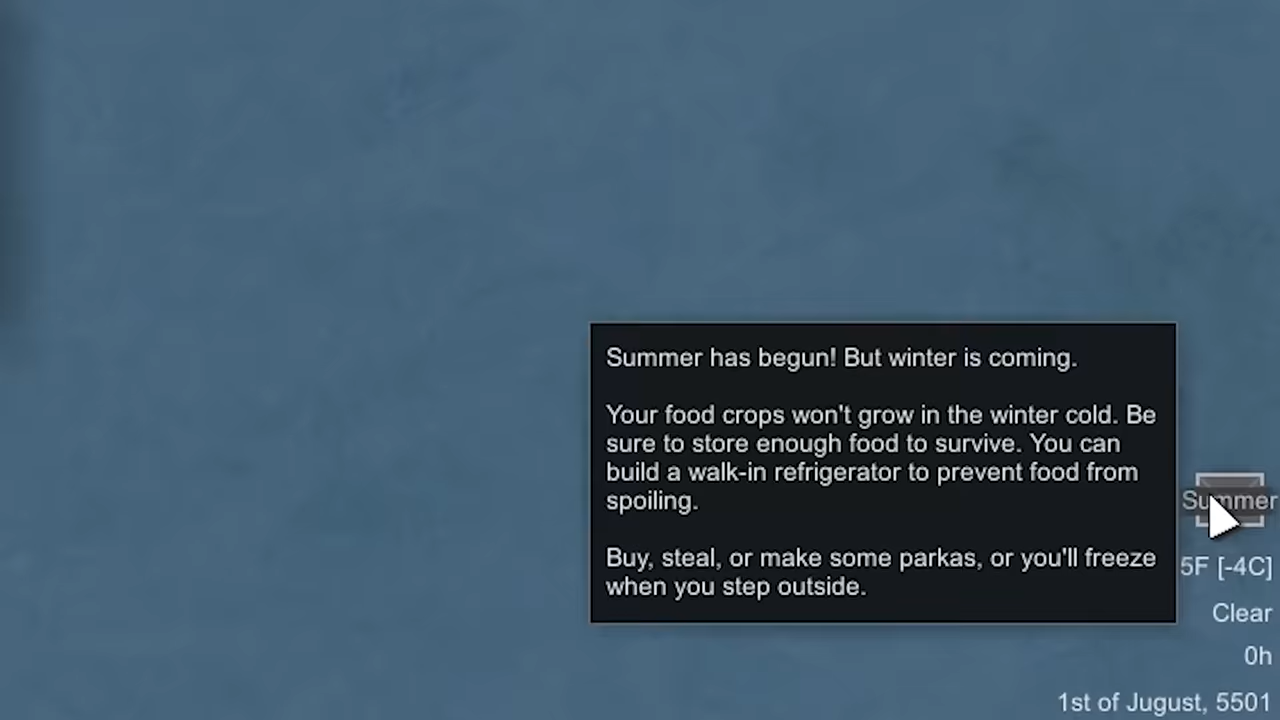 Summer has begun! But winter is coming.
Your food crops won't grow in the winter cold. Be
sure to store enough food to survive. You can
build a walk-in refrigerator to prevent food from
spoiling.
Buy, steal, or make some parkas, or you'll freeze
when you step outside.
Summer
5F [-4C]
Clear
0h
1st of Jugust, 5501